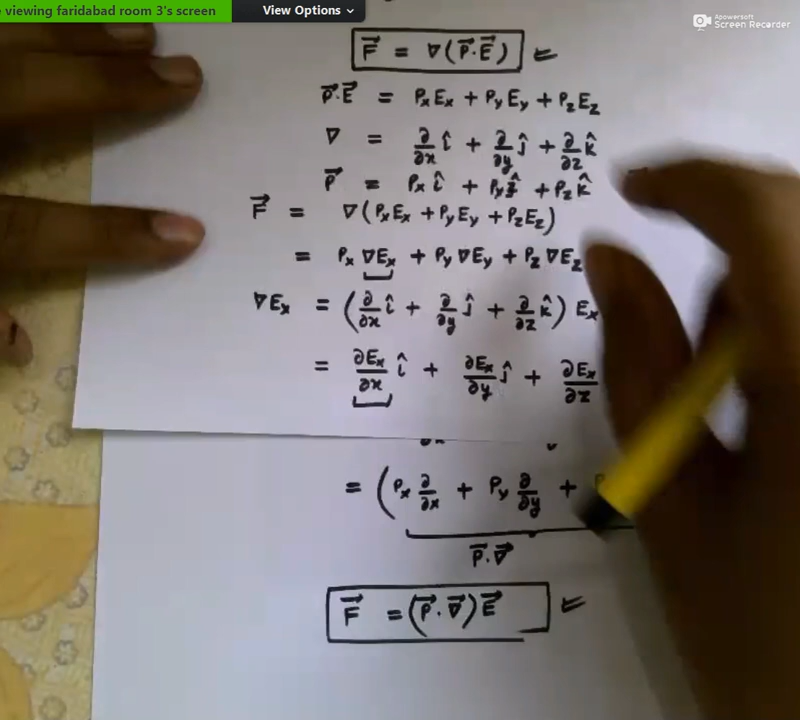 viewing faridabad room 3's screen View Options
Apowersoft
Screen Recorder
F⃗ = ∇(P⃗.E⃗)
P⃗.E⃗ = PxEx + PyEy + PzEz
∇ = ∂/∂x î + ∂/∂y ĵ + ∂/∂z k̂
P⃗ = Px î + Py ĵ + Pz k̂
F⃗ = ∇(PxEx + PyEy + PzEz)
= Px ∇Ex + Py ∇Ey + Pz ∇Ez
∇Ex = (∂/∂x î + ∂/∂y ĵ + ∂/∂z k̂) Ex
= ∂Ex/∂x î + ∂Ex/∂y ĵ + ∂Ex/∂z
= (Px ∂/∂x + Py ∂/∂y +
P⃗.∇⃗
F⃗ = (P⃗.∇⃗)E⃗